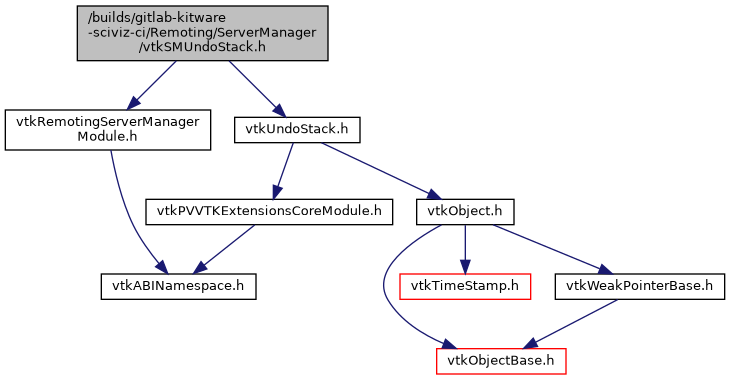 /builds/gitlab-kitware
-sciviz-ci/Remoting/ServerManager
/vtkSMUndoStack.h
vtkRemotingServerManager
Module.h
vtkUndoStack.h
vtkPVVTKExtensionsCoreModule.h
vtkObject.h
vtkABINamespace.h
vtkTimeStamp.h
vtkWeakPointerBase.h
vtkObjectBase.h